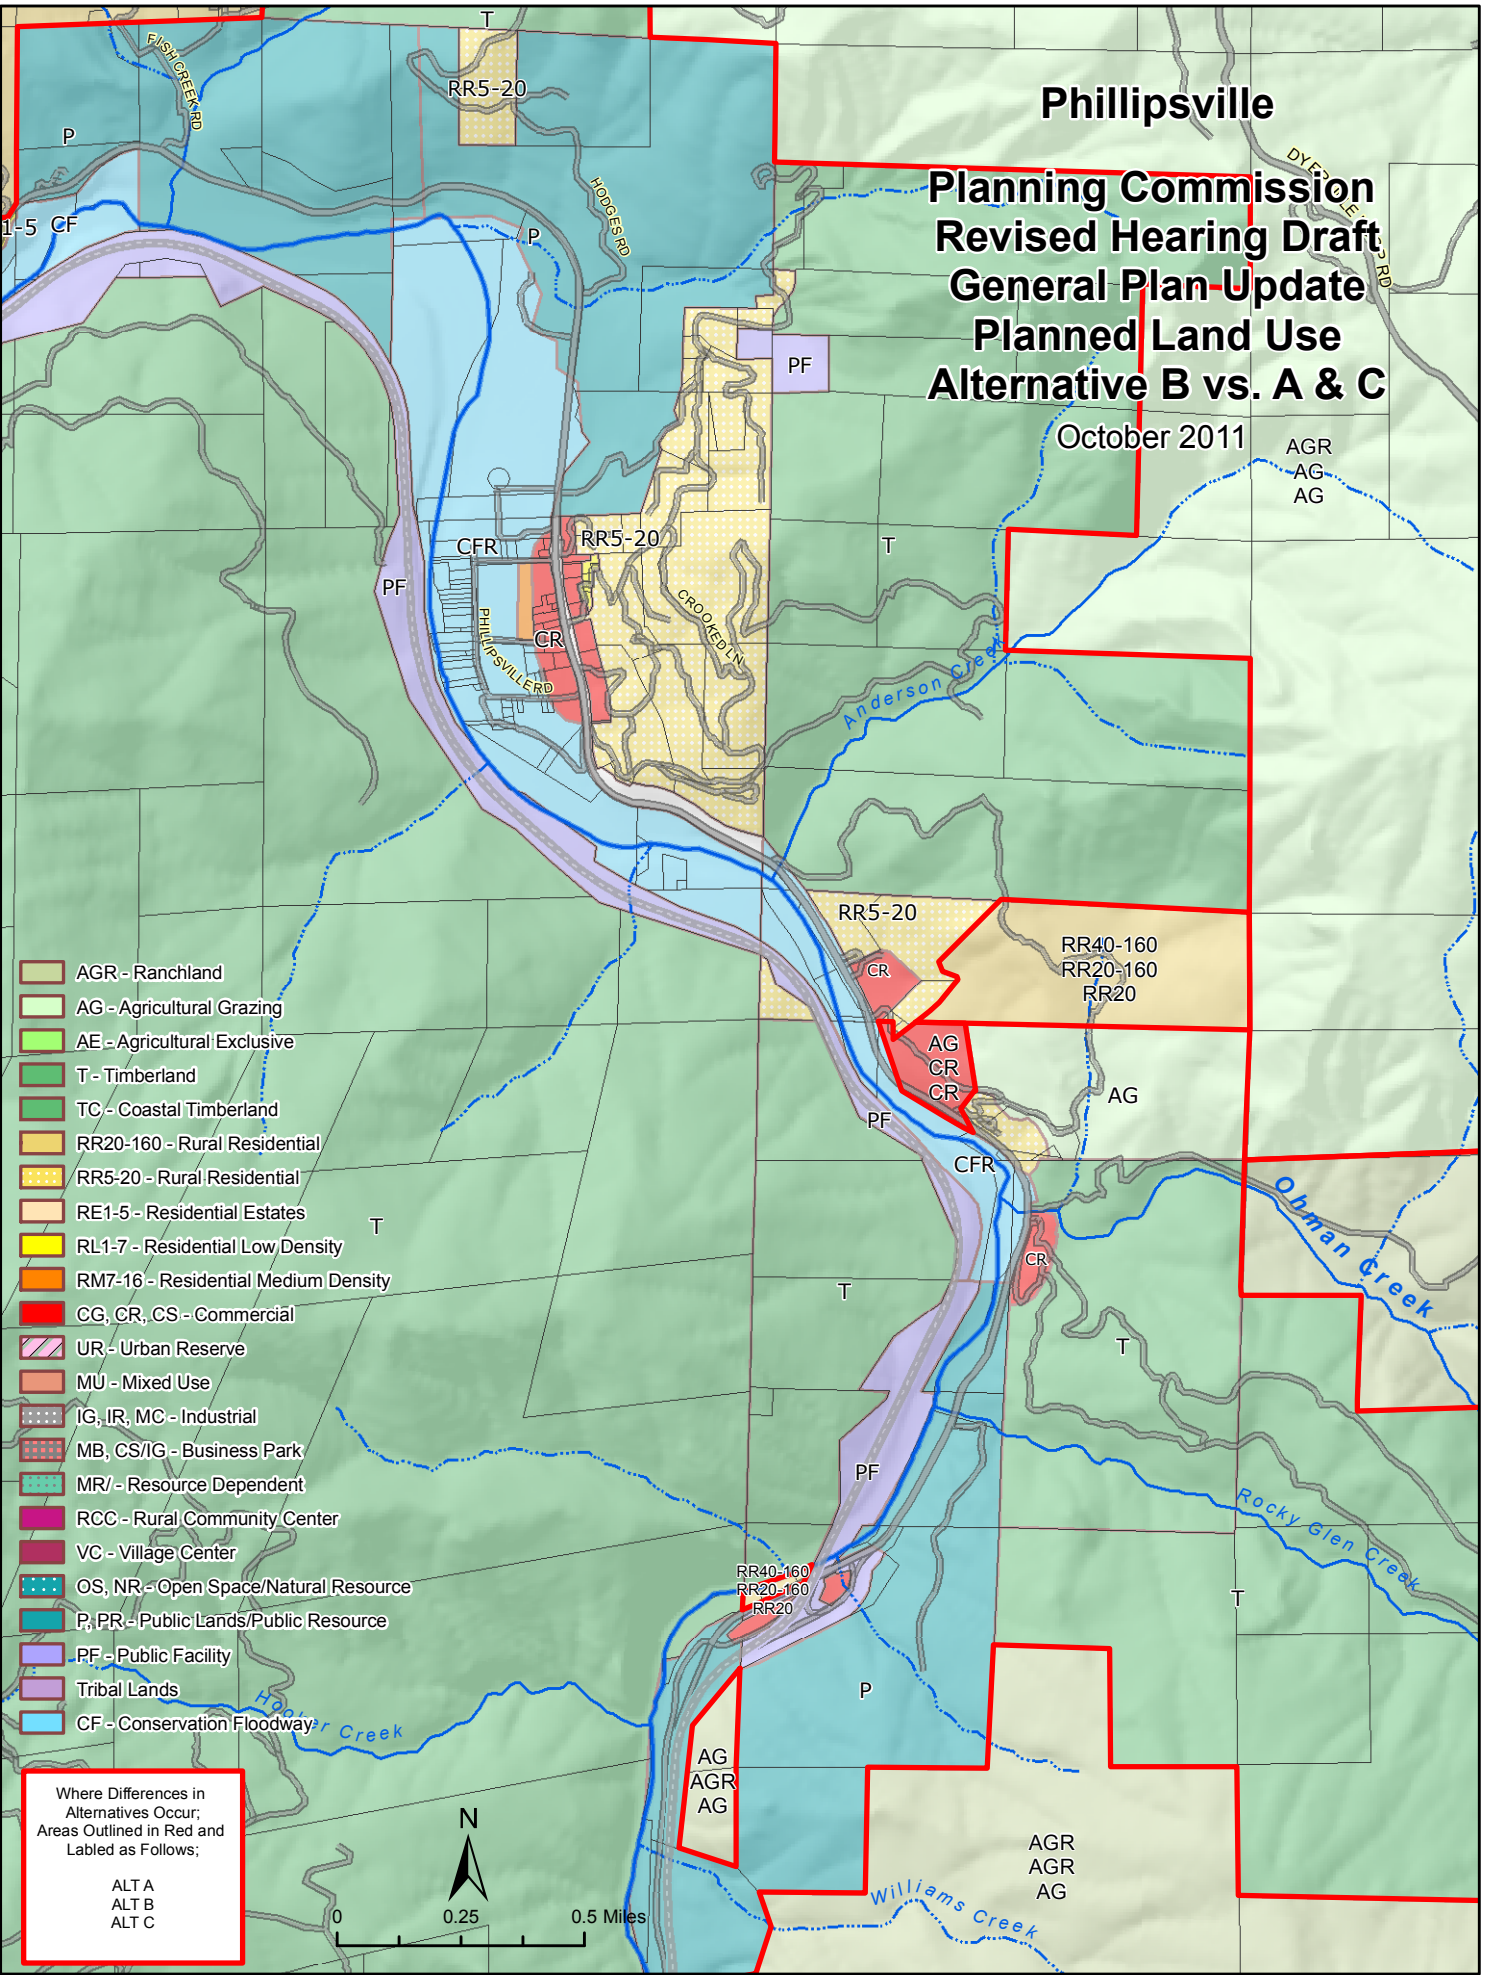 Phillipsville
Planning Commission
Revised Hearing Draft
General Plan Update
Planned Land Use
Alternative B vs. A & C
October 2011
T
FISH CREEK RD
RR5-20
P
HODGES RD
1-5
CF
P
PF
AGR
AG
AG
CFR
RR5-20
T
PF
CROOKED LN
CR
PHILLIPSVILLE RD
Anderson Creek
RR5-20
CR
RR40-160
RR20-160
RR20
AG
CR
CR
AG
PF
CFR
Ohman Creek
T
CR
T
T
PF
Rocky Glen Creek
RR40-160
RR20-160
RR20
T
P
Hooker Creek
AG
AGR
AG
AGR
AGR
AG
Williams Creek
AGR - Ranchland
AG - Agricultural Grazing
AE - Agricultural Exclusive
T - Timberland
TC - Coastal Timberland
RR20-160 - Rural Residential
RR5-20 - Rural Residential
RE1-5 - Residential Estates
RL1-7 - Residential Low Density
RM7-16 - Residential Medium Density
CG, CR, CS - Commercial
UR - Urban Reserve
MU - Mixed Use
IG, IR, MC - Industrial
MB, CS/IG - Business Park
MR/ - Resource Dependent
RCC - Rural Community Center
VC - Village Center
OS, NR - Open Space/Natural Resource
P, PR - Public Lands/Public Resource
PF - Public Facility
Tribal Lands
CF - Conservation Floodway
Where Differences in
Alternatives Occur;
Areas Outlined in Red and
Labled as Follows;
ALT A
ALT B
ALT C
N
0 0.25 0.5 Miles